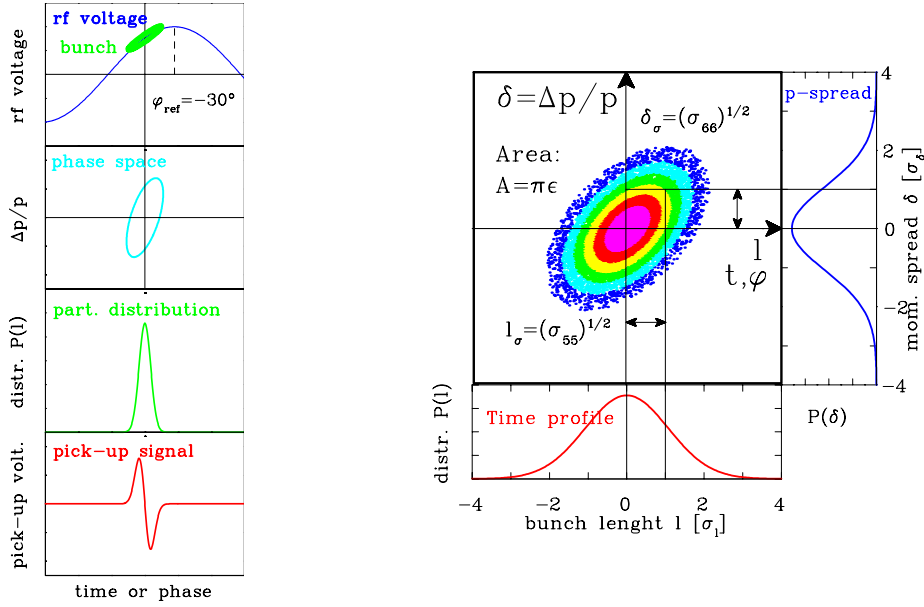 rf voltage
bunch
φref=−30°
rf voltage
phase space
Δp/p
part. distribution
distr. P(l)
pick−up signal
pick−up volt.
time or phase
δ=Δp/p
δσ=(σ66)1/2
Area:
A=πϵ
l
t,φ
lσ=(σ55)1/2
p−spread
4
2
0
−2
−4
mom. spread δ [σδ]
P(δ)
distr. P(l)
Time profile
−4 −2 0 2 4
bunch lenght l [σl]